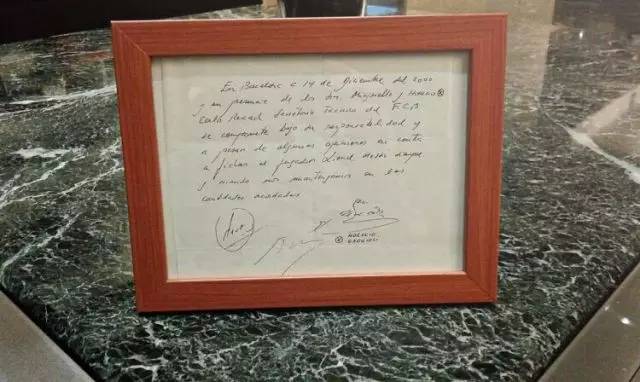 En Barcelona a 14 de Diciembre del 2000
y en presencia de los Srs. Minguella y Horacio
Carles Rexach Secretario Técnico del F.C.B
se compromete bajo su responsabilidad y
a pesar de algunas opiniones en contra
a fichar al jugador Lionel Messi siempre
y cuando nos mantengamos en las
cantidades acordadas
HORACIO
GAGGIOLI